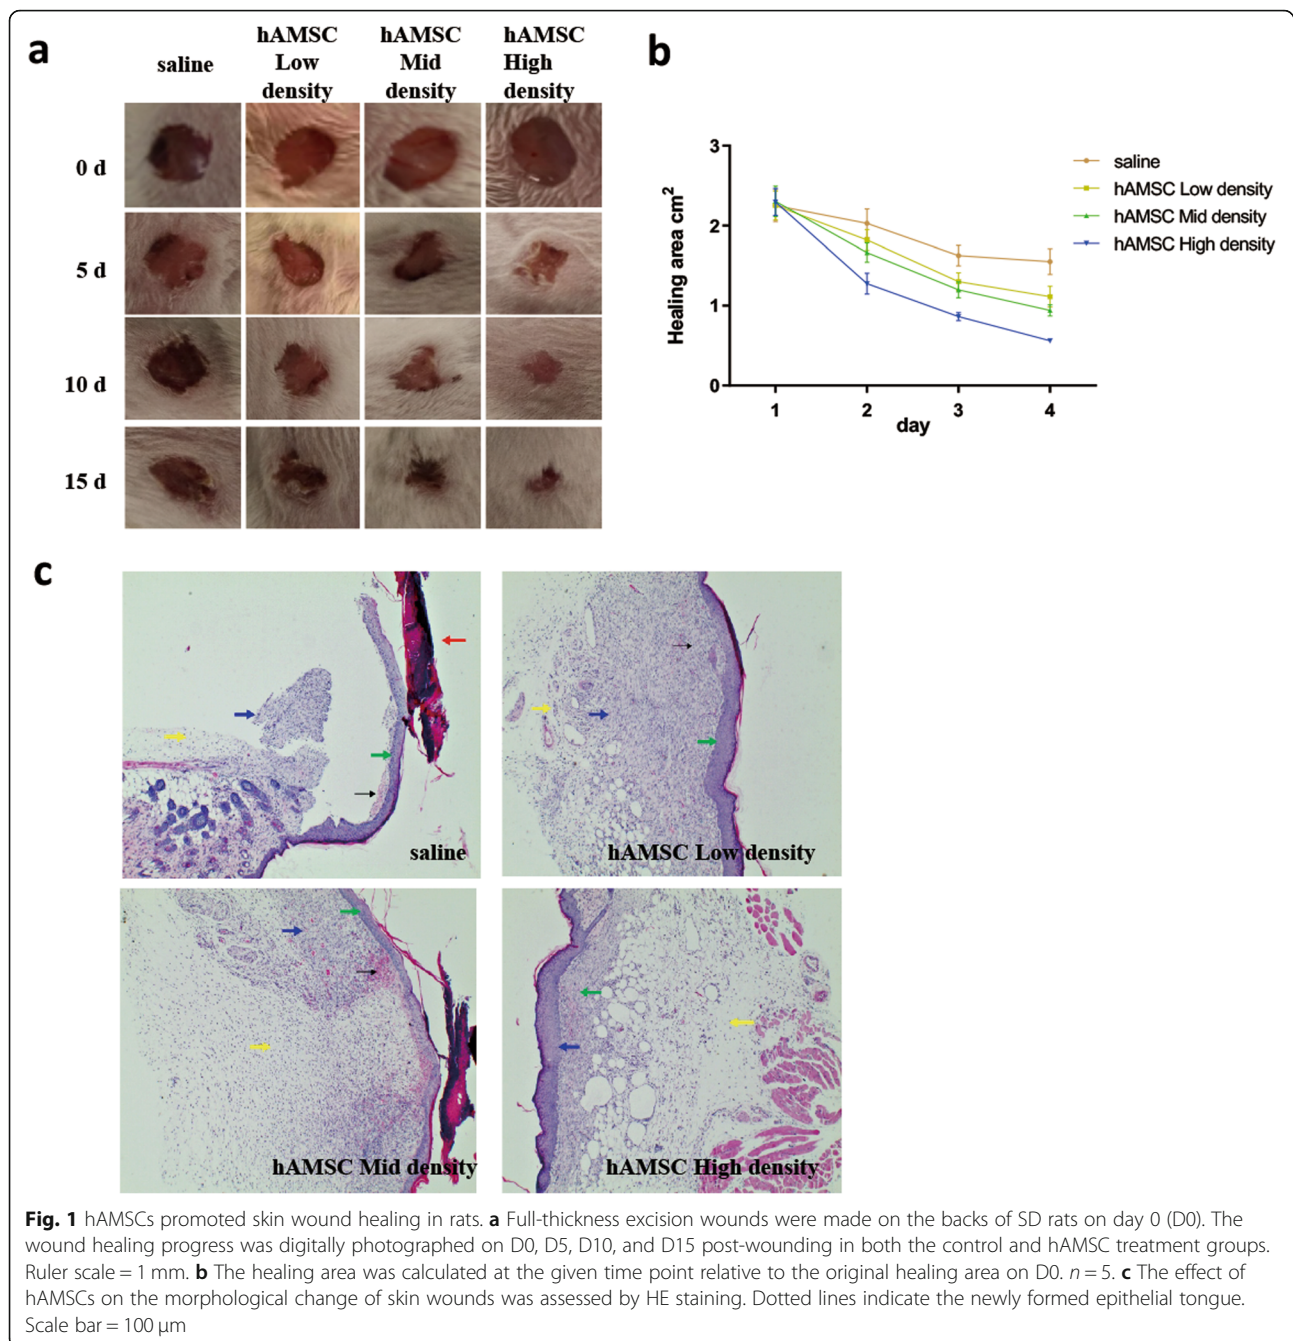 a
saline
hAMSC
Low
density
hAMSC
Mid
density
hAMSC
High
density
0 d
5 d
10 d
15 d
b
Healing area cm²
3
2
1
0
1 2 3 4
day
saline
hAMSC Low density
hAMSC Mid density
hAMSC High density
c
saline
hAMSC Low density
hAMSC Mid density
hAMSC High density
Fig. 1 hAMSCs promoted skin wound healing in rats. a Full-thickness excision wounds were made on the backs of SD rats on day 0 (D0). The
wound healing progress was digitally photographed on D0, D5, D10, and D15 post-wounding in both the control and hAMSC treatment groups.
Ruler scale = 1 mm. b The healing area was calculated at the given time point relative to the original healing area on D0. n = 5. c The effect of
hAMSCs on the morphological change of skin wounds was assessed by HE staining. Dotted lines indicate the newly formed epithelial tongue.
Scale bar = 100 μm